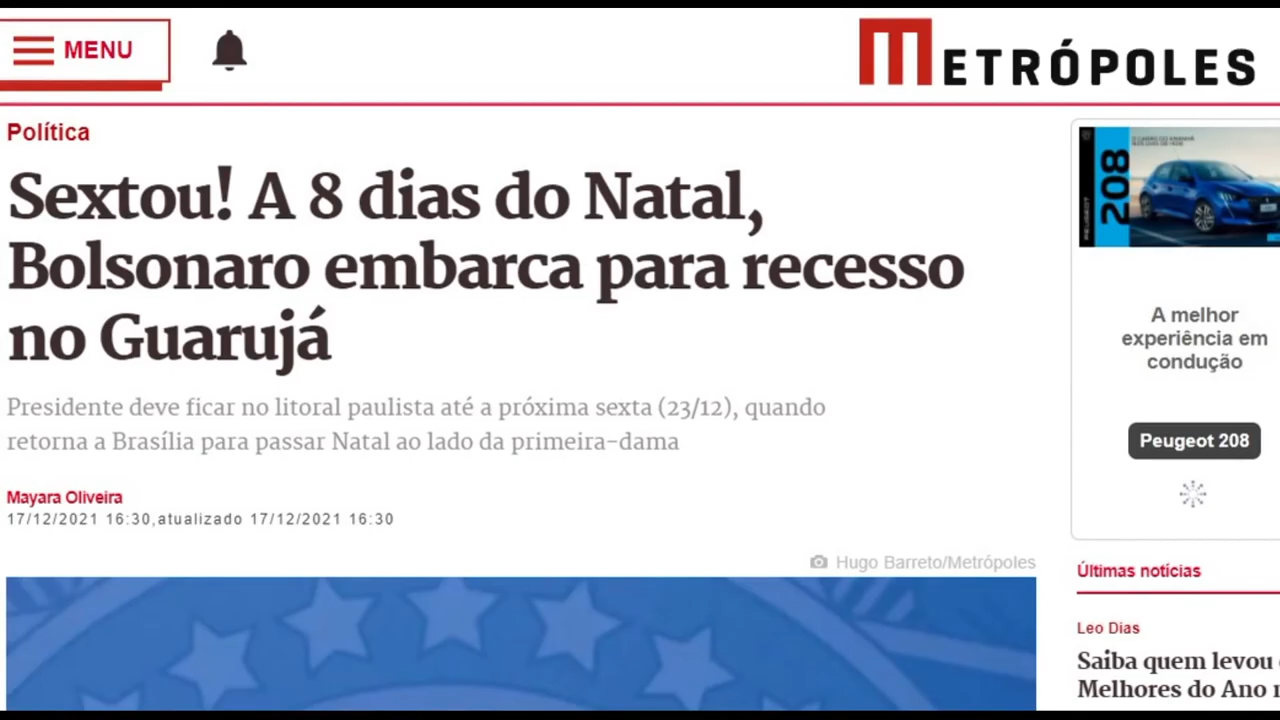 MENU
METRÓPOLES
Política
Sextou! A 8 dias do Natal,
Bolsonaro embarca para recesso
no Guarujá
Presidente deve ficar no litoral paulista até a próxima sexta (23/12), quando
retorna a Brasília para passar Natal ao lado da primeira-dama
Mayara Oliveira
17/12/2021 16:30,atualizado 17/12/2021 16:30
Hugo Barreto/Metrópoles
PEUGEOT
208
A melhor
experiência em
condução
Peugeot 208
Últimas notícias
Leo Dias
Saiba quem levou
Melhores do Ano